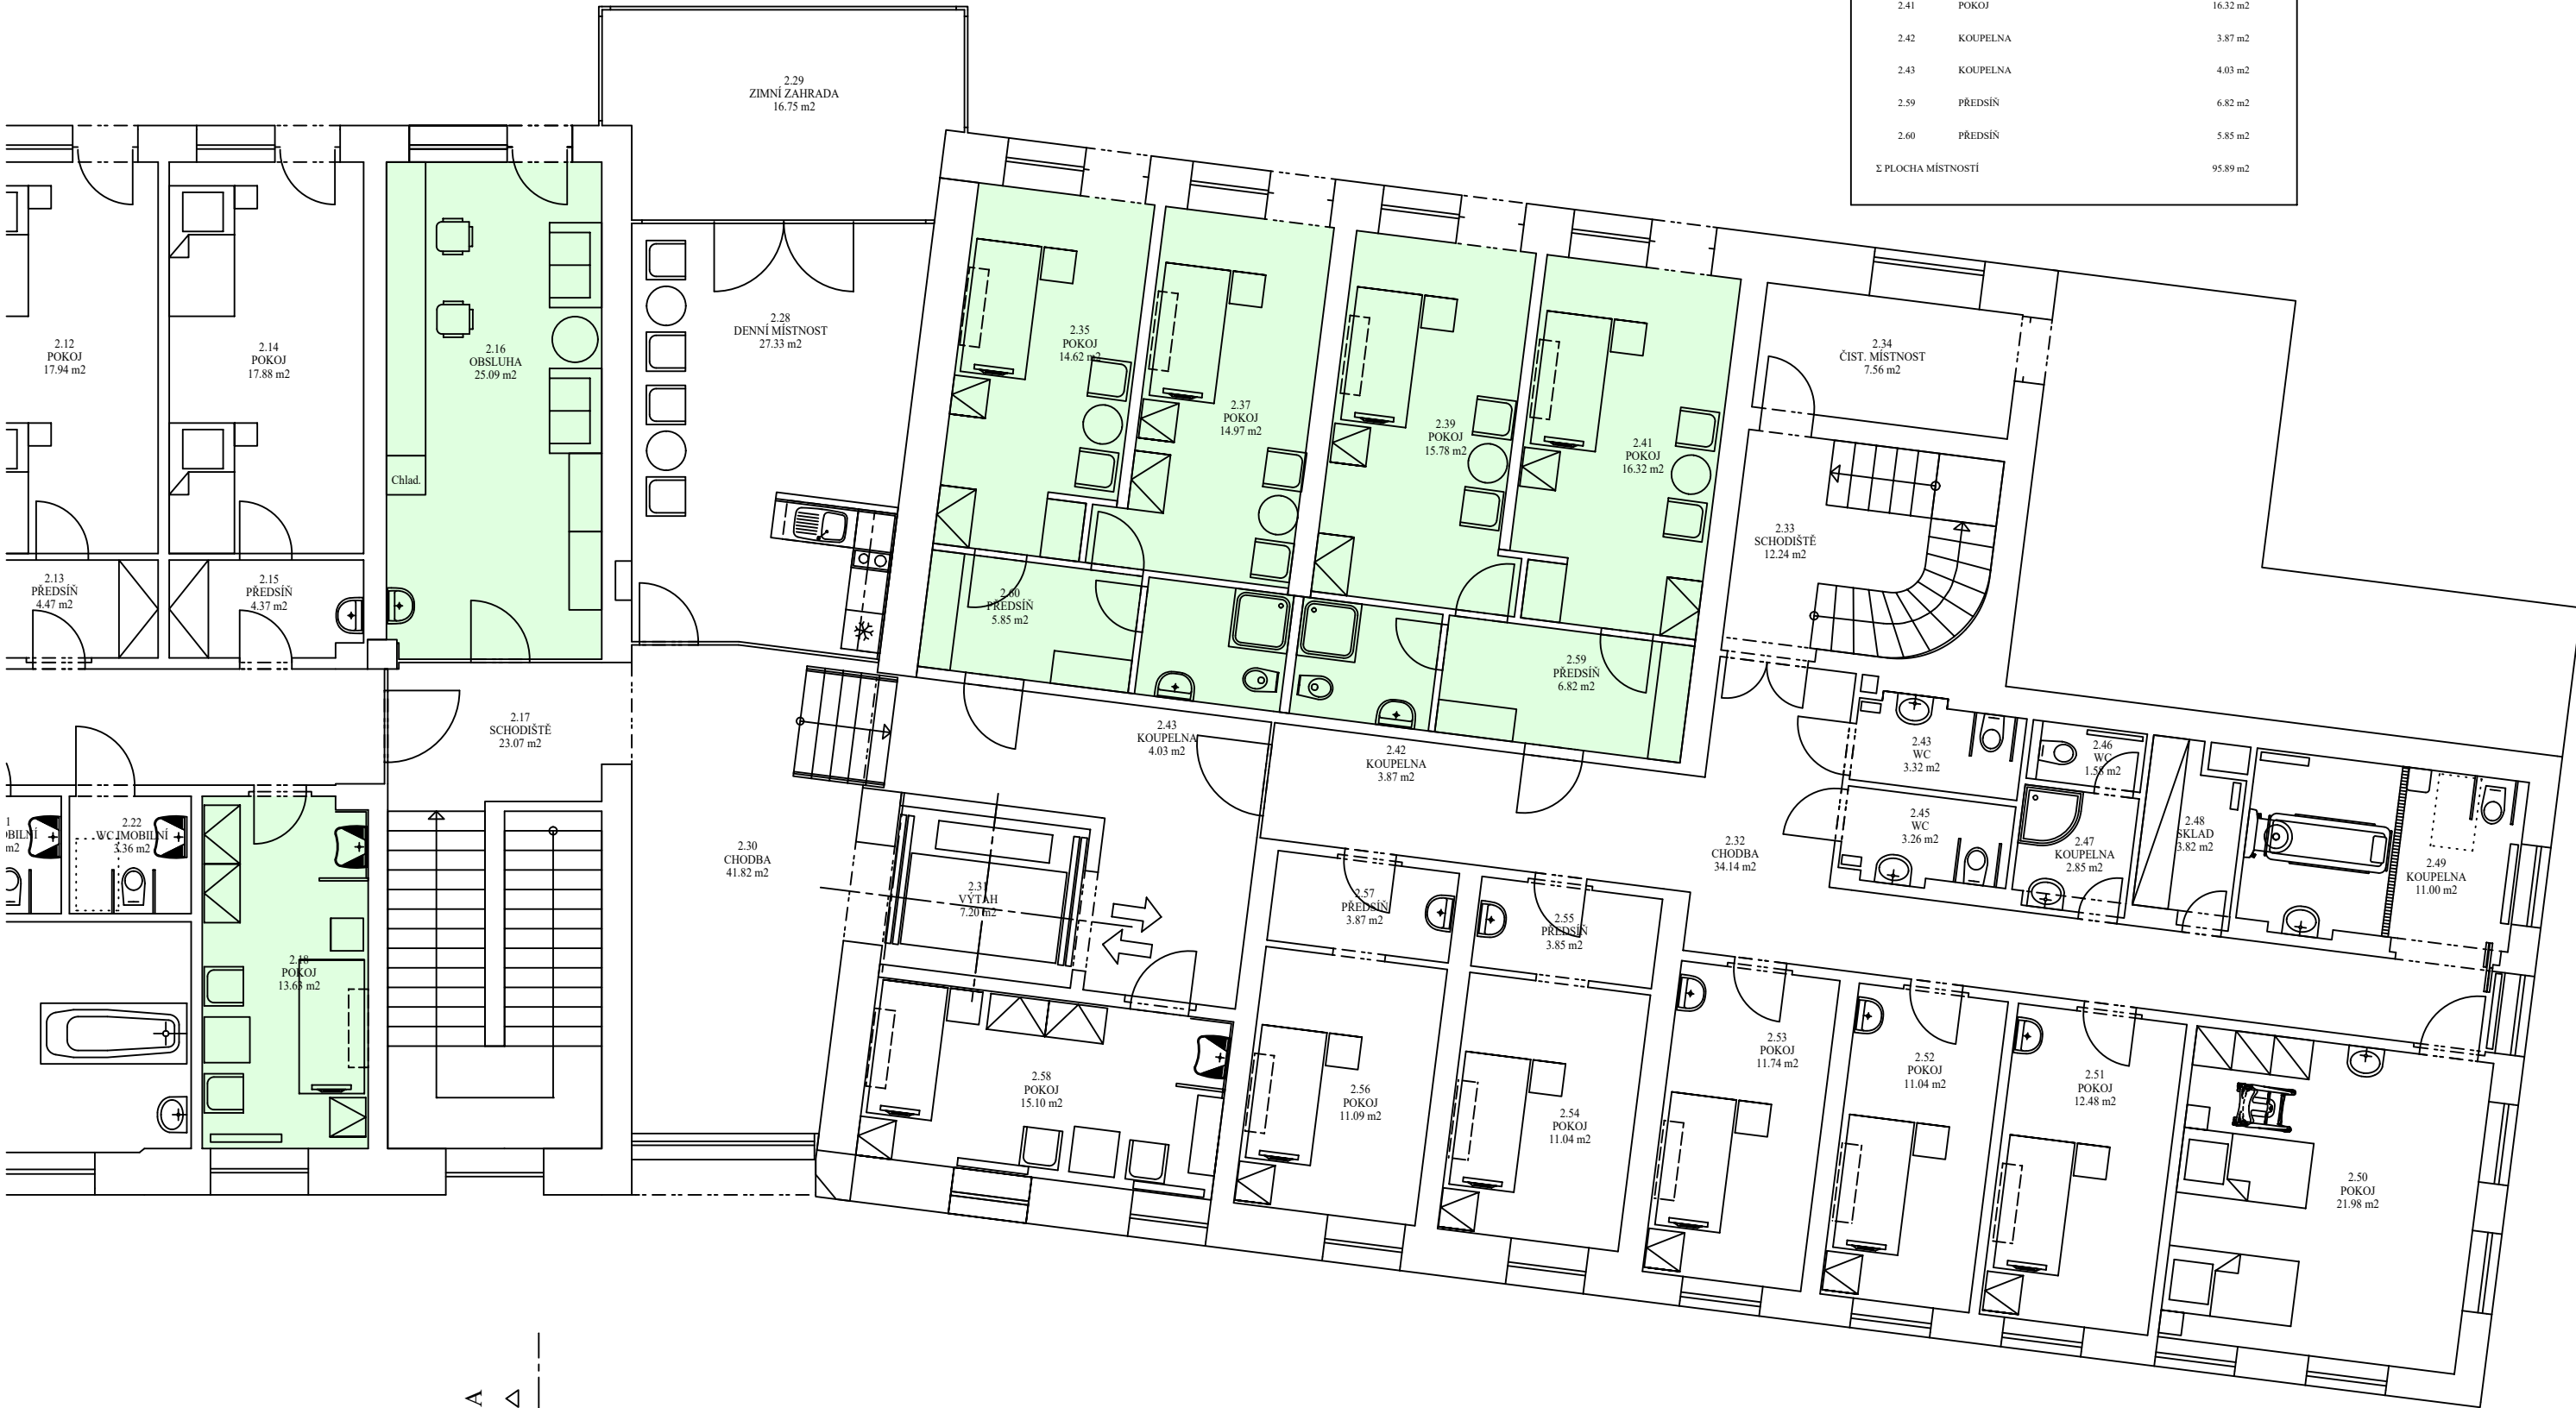 2.41 POKOJ 16.32 m2
2.42 KOUPELNA 3.87 m2
2.43 KOUPELNA 4.03 m2
2.59 PŘEDSÍŇ 6.82 m2
2.60 PŘEDSÍŇ 5.85 m2
Σ PLOCHA MÍSTNOSTÍ 95.89 m2
2.29
ZIMNÍ ZAHRADA
16.75 m2
2.12
POKOJ
17.94 m2
2.14
POKOJ
17.88 m2
2.16
OBSLUHA
25.09 m2
Chlad.
2.28
DENNÍ MÍSTNOST
27.33 m2
2.35
POKOJ
14.62 m2
2.37
POKOJ
14.97 m2
2.39
POKOJ
15.78 m2
2.41
POKOJ
16.32 m2
2.34
ČIST. MÍSTNOST
7.56 m2
2.33
SCHODIŠTĚ
12.24 m2
2.13
PŘEDSÍŇ
4.47 m2
2.15
PŘEDSÍŇ
4.37 m2
2.60
PŘEDSÍŇ
5.85 m2
2.59
PŘEDSÍŇ
6.82 m2
2.17
SCHODIŠTĚ
23.07 m2
2.43
KOUPELNA
4.03 m2
2.42
KOUPELNA
3.87 m2
2.43
WC
3.32 m2
2.46
WC
1.58 m2
2.45
WC
3.26 m2
2.47
KOUPELNA
2.85 m2
2.48
SKLAD
3.82 m2
2.49
KOUPELNA
11.00 m2
1
OBILNÍ
m2
2.22
WC IMOBILNÍ
3.36 m2
2.18
POKOJ
13.63 m2
2.30
CHODBA
41.82 m2
2.31
VÝTAH
7.20 m2
2.32
CHODBA
34.14 m2
2.57
PŘEDSÍŇ
3.87 m2
2.55
PŘEDSÍŇ
3.85 m2
2.58
POKOJ
15.10 m2
2.56
POKOJ
11.09 m2
2.54
POKOJ
11.04 m2
2.53
POKOJ
11.74 m2
2.52
POKOJ
11.04 m2
2.51
POKOJ
12.48 m2
2.50
POKOJ
21.98 m2
A